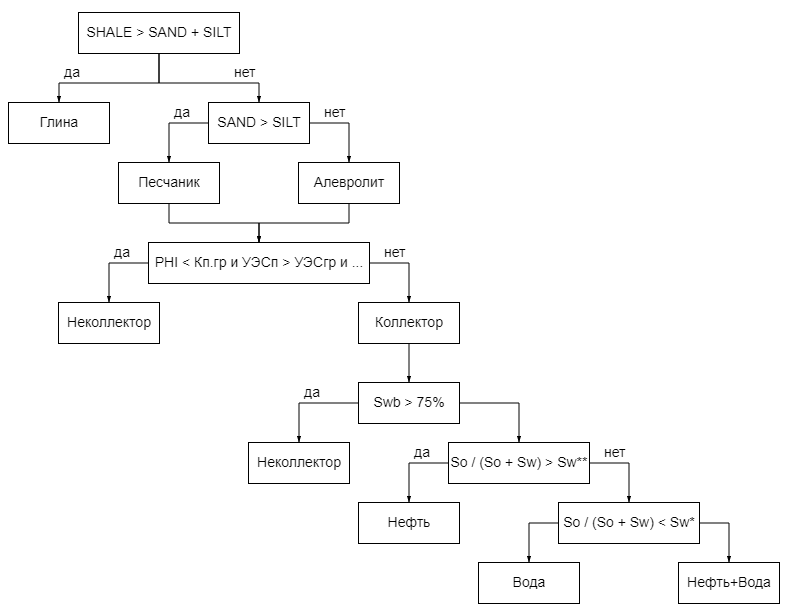 SHALE > SAND + SILT
да
нет
Глина
да
SAND > SILT
нет
Песчаник
Алевролит
да
PHI < Кп.гр и УЭСп > УЭСгр и ...
нет
Неколлектор
Коллектор
да
Swb > 75%
Неколлектор
да
So / (So + Sw) > Sw**
нет
Нефть
So / (So + Sw) < Sw*
Вода
Нефть+Вода